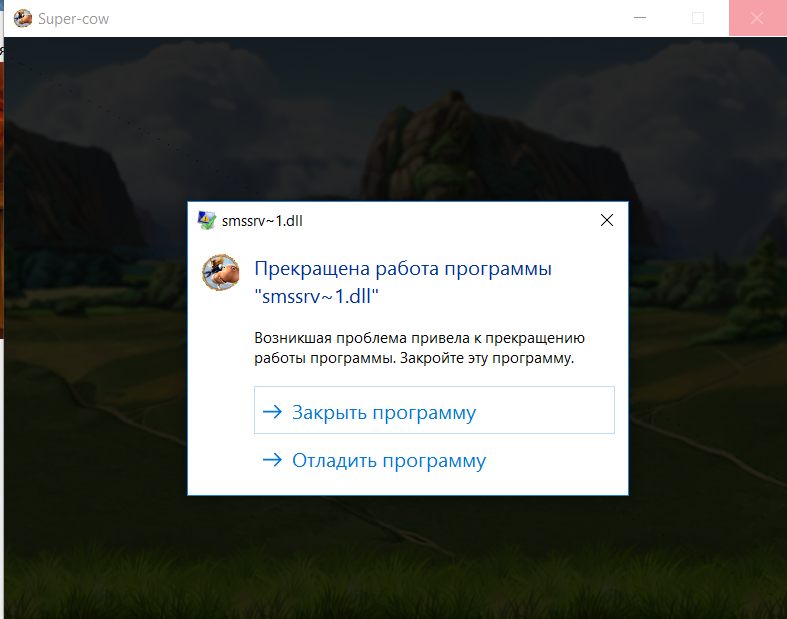 Super-cow
я
smssrv~1.dll
Прекращена работа программы
"smssrv~1.dll"
Возникшая проблема привела к прекращению
работы программы. Закройте эту программу.
Закрыть программу
Отладить программу